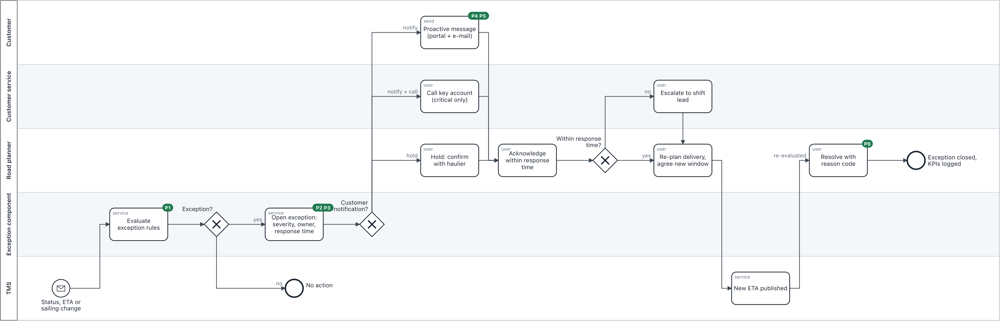 Customer
P4 P5
send
Proactive message
(portal + e-mail)
notify
Customer service
user
Call key account
(critical only)
notify + call
user
Escalate to shift
lead
no
Road planner
hold
user
Hold: confirm
with haulier
user
Acknowledge
within response
time
Within response
time?
yes
user
Re-plan delivery,
agree new window
re-evaluated
P6
user
Resolve with
reason code
Exception closed,
KPIs logged
Exception component
P1
service
Evaluate
exception rules
Exception?
yes
P2 P3
service
Open exception:
severity, owner,
response time
Customer
notification?
TMS
Status, ETA or
sailing change
no
No action
service
New ETA published